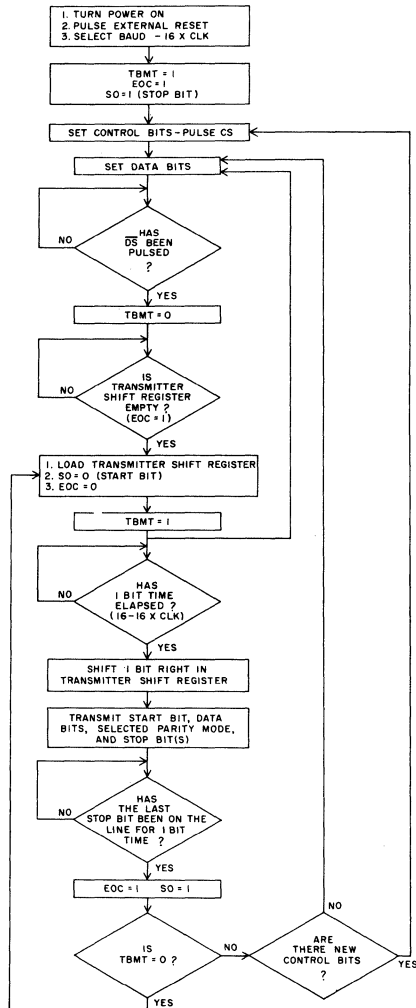 1. TURN POWER ON
2. PULSE EXTERNAL RESET
3. SELECT BAUD - 16 X CLK
TBMT = 1
EOC = 1
SO=1 (STOP BIT)
SET CONTROL BITS-PULSE CS
SET DATA BITS
HAS
DS BEEN
PULSED
?
NO
YES
TBMT = 0
IS
TRANSMITTER
SHIFT REGISTER
EMPTY ?
(EOC = 1)
NO
YES
1. LOAD TRANSMITTER SHIFT REGISTER
2. SO=0 (START BIT)
3. EOC = 0
TBMT = 1
HAS
1 BIT TIME
ELAPSED ?
(16-16 X CLK)
NO
YES
SHIFT 1 BIT RIGHT IN
TRANSMITTER SHIFT REGISTER
TRANSMIT START BIT, DATA
BITS, SELECTED PARITY MODE,
AND STOP BIT(S)
HAS
THE LAST
STOP BIT BEEN ON THE
LINE FOR 1 BIT
TIME ?
NO
YES
EOC = 1 SO = 1
IS
TBMT = 0 ?
NO
YES
ARE
THERE NEW
CONTROL BITS
?
NO
YES